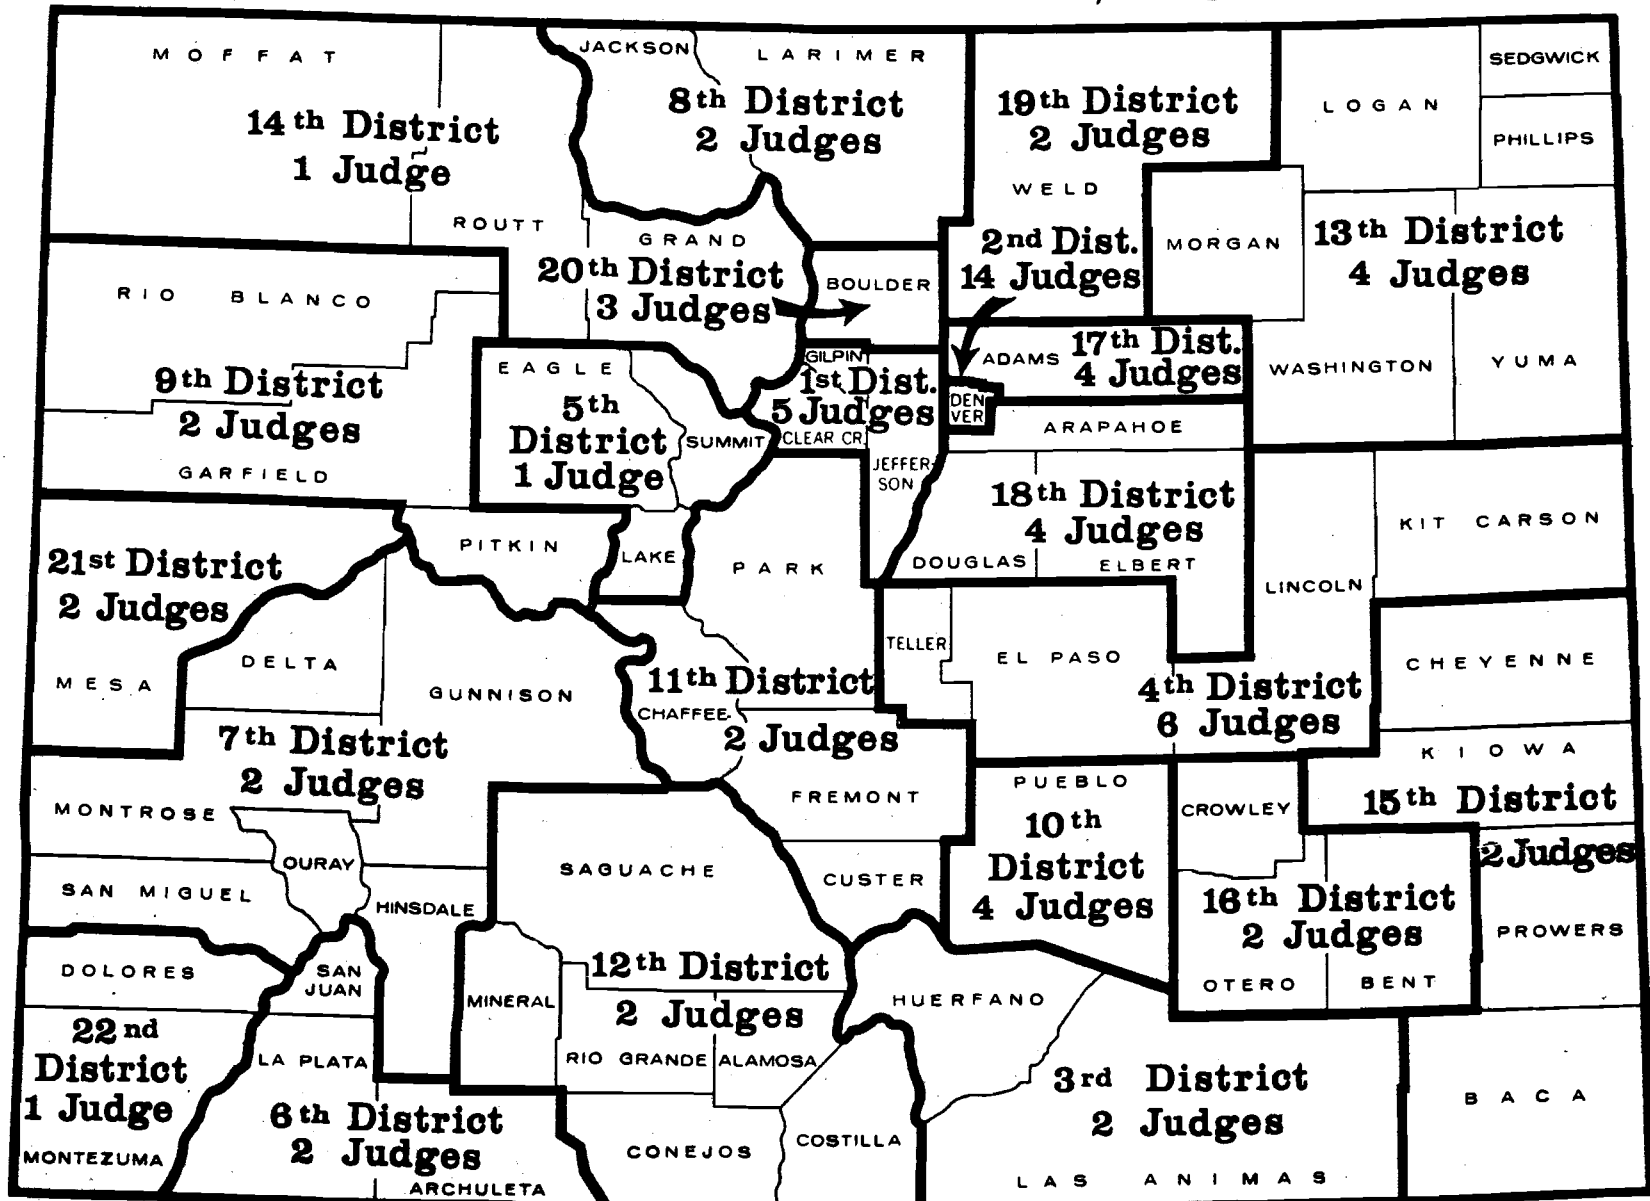 MOFFAT
14th District
1 Judge
ROUTT
JACKSON
LARIMER
8th District
2 Judges
19th District
2 Judges
WELD
LOGAN
SEDGWICK
PHILLIPS
MORGAN
13th District
4 Judges
WASHINGTON
YUMA
GRAND
20th District
3 Judges
BOULDER
2nd Dist.
14 Judges
RIO BLANCO
9th District
2 Judges
GARFIELD
EAGLE
5th
District
1 Judge
SUMMIT
GILPIN
1st Dist.
5 Judges
CLEAR CR.
JEFFER-
SON
ADAMS
17th Dist.
4 Judges
DEN
VER
ARAPAHOE
18th District
4 Judges
DOUGLAS
ELBERT
LINCOLN
KIT CARSON
21st District
2 Judges
MESA
PITKIN
LAKE
PARK
DELTA
GUNNISON
7th District
2 Judges
MONTROSE
OURAY
SAN MIGUEL
HINSDALE
11th District
CHAFFEE
2 Judges
FREMONT
CUSTER
TELLER
EL PASO
4th District
6 Judges
CHEYENNE
KIOWA
15th District
2 Judges
PROWERS
BACA
PUEBLO
10th
District
4 Judges
CROWLEY
16th District
2 Judges
OTERO
BENT
SAGUACHE
12th District
2 Judges
MINERAL
RIO GRANDE
ALAMOSA
CONEJOS
COSTILLA
HUERFANO
3rd District
2 Judges
LAS ANIMAS
DOLORES
SAN
JUAN
22nd
District
1 Judge
MONTEZUMA
LA PLATA
6th District
2 Judges
ARCHULETA